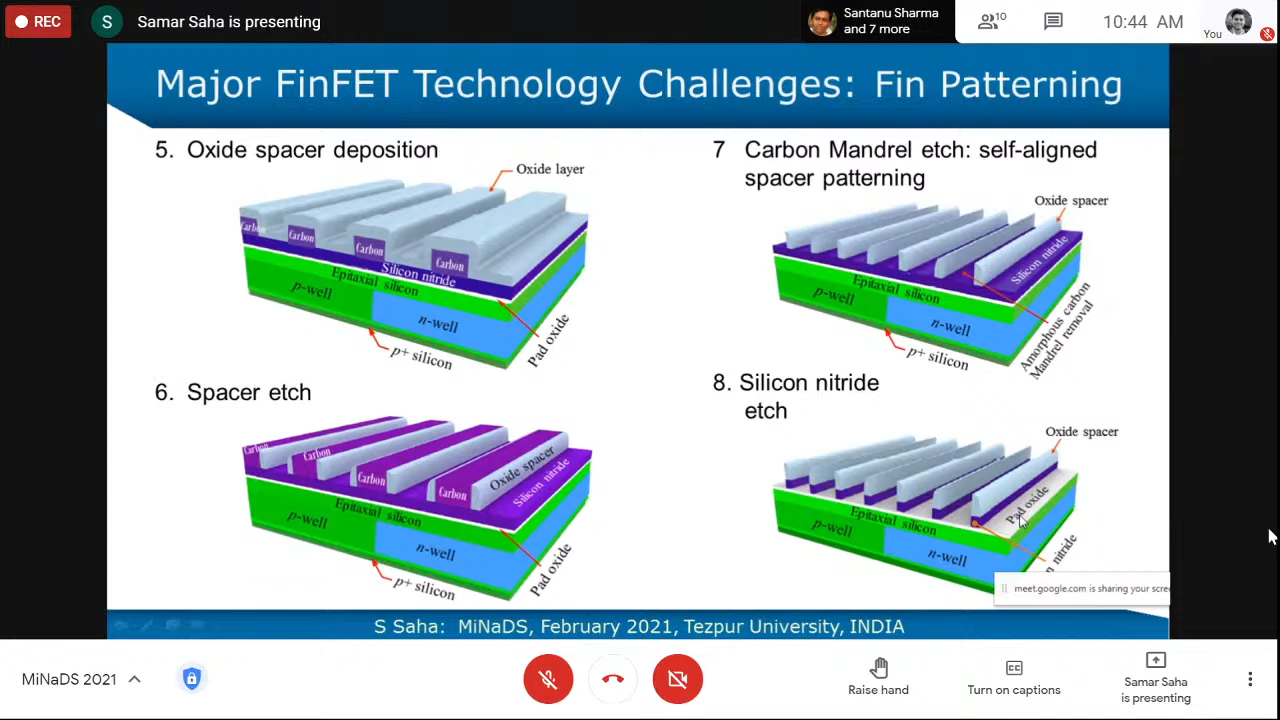 REC
S
Samar Saha is presenting
Santanu Sharma
and 7 more
10
10:44 AM
You
Major FinFET Technology Challenges: Fin Patterning
5. Oxide spacer deposition
Oxide layer
Carbon
Carbon
Carbon
Carbon
Silicon nitride
Epitaxial silicon
p-well
n-well
p+ silicon
Pad oxide
6. Spacer etch
Carbon
Carbon
Carbon
Carbon
Oxide spacer
Silicon nitride
Epitaxial silicon
p-well
n-well
p+ silicon
Pad oxide
7 Carbon Mandrel etch: self-aligned
spacer patterning
Oxide spacer
Silicon nitride
Epitaxial silicon
p-well
n-well
p+ silicon
Amorphous carbon
Mandrel removal
8. Silicon nitride
etch
Oxide spacer
Pad oxide
Epitaxial silicon
p-well
n-well
n nitride
meet.google.com is sharing your scre
S Saha: MiNaDS, February 2021, Tezpur University, INDIA
MiNaDS 2021
Raise hand
CC
Turn on captions
Samar Saha
is presenting